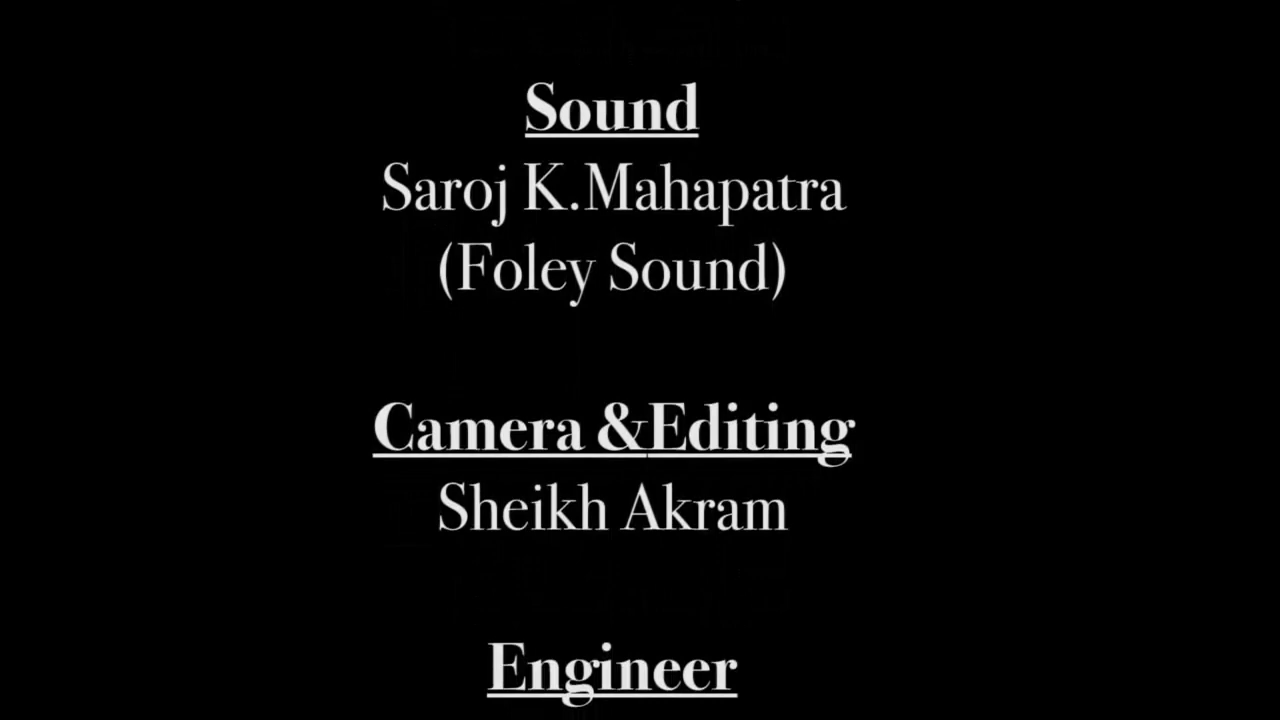 Sound
Saroj K.Mahapatra
(Foley Sound)
Camera &Editing
Sheikh Akram
Engineer